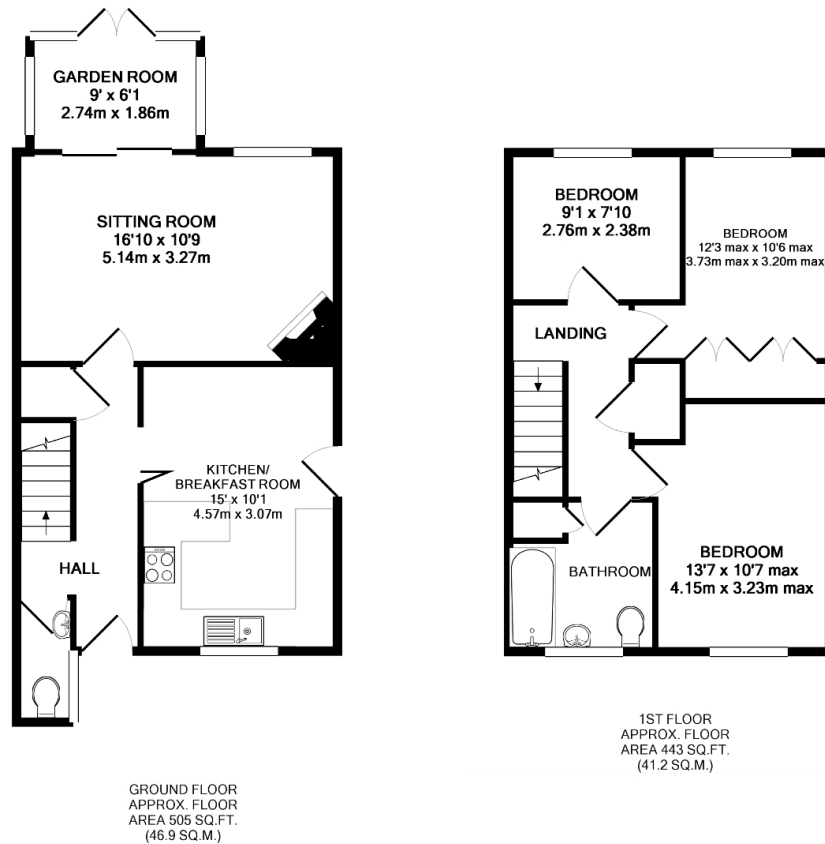 GARDEN ROOM
9' x 6'1
2.74m x 1.86m
SITTING ROOM
16'10 x 10'9
5.14m x 3.27m
KITCHEN/
BREAKFAST ROOM
15' x 10'1
4.57m x 3.07m
HALL
GROUND FLOOR
APPROX. FLOOR
AREA 505 SQ.FT.
(46.9 SQ.M.)
BEDROOM
9'1 x 7'10
2.76m x 2.38m
BEDROOM
12'3 max x 10'6 max
3.73m max x 3.20m max
LANDING
BEDROOM
13'7 x 10'7 max
4.15m x 3.23m max
BATHROOM
1ST FLOOR
APPROX. FLOOR
AREA 443 SQ.FT.
(41.2 SQ.M.)